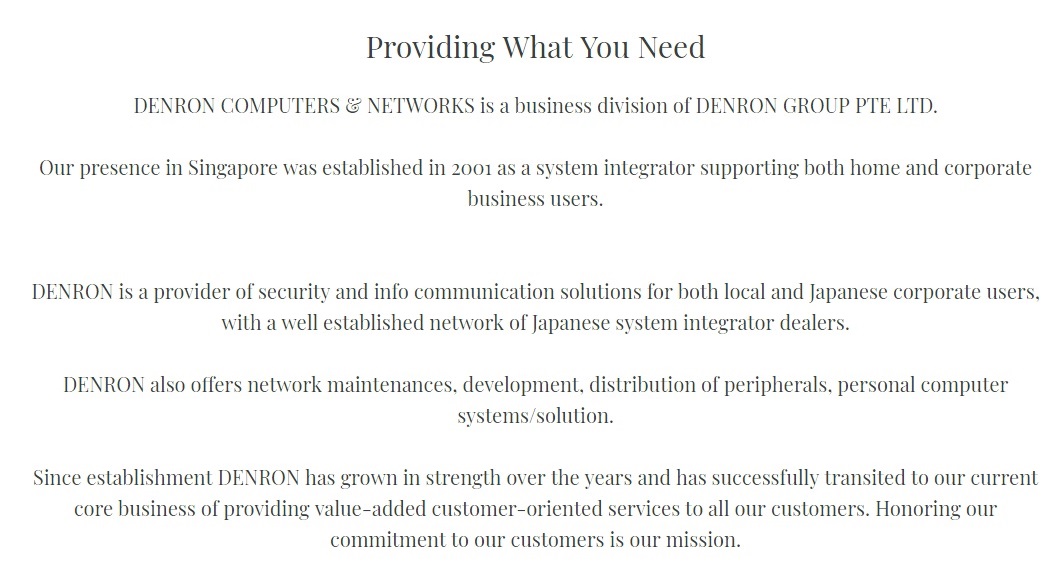 Providing What You Need
DENRON COMPUTERS & NETWORKS is a business division of DENRON GROUP PTE LTD.
Our presence in Singapore was established in 2001 as a system integrator supporting both home and corporate
business users.
DENRON is a provider of security and info communication solutions for both local and Japanese corporate users,
with a well established network of Japanese system integrator dealers.
DENRON also offers network maintenances, development, distribution of peripherals, personal computer
systems/solution.
Since establishment DENRON has grown in strength over the years and has successfully transited to our current
core business of providing value-added customer-oriented services to all our customers. Honoring our
commitment to our customers is our mission.